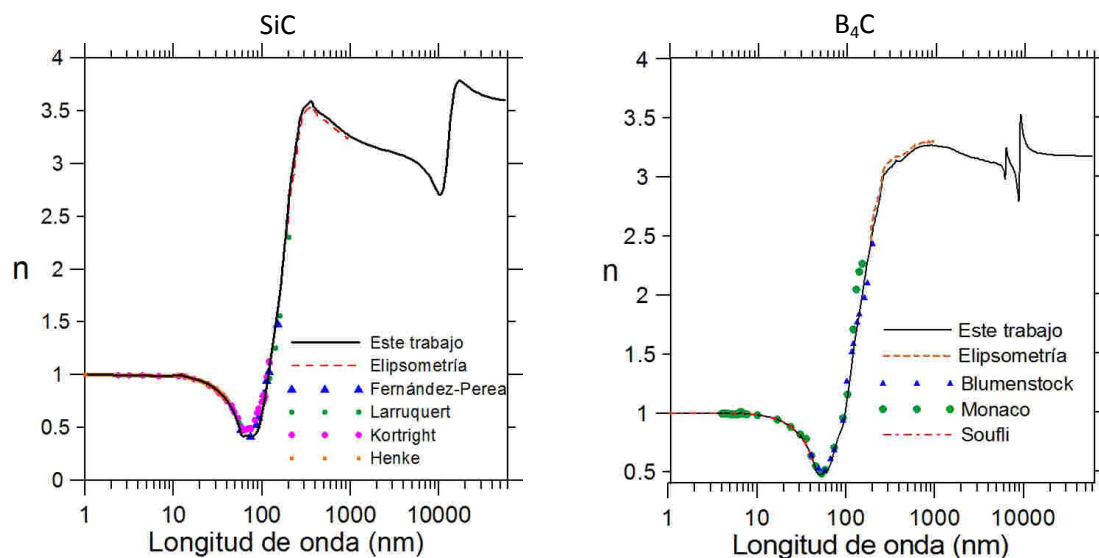 SiC
4
3.5
3
2.5
2
1.5
1
0.5
0
n
Este trabajo
Elipsometría
Fernández-Perea
Larruquert
Kortright
Henke
1 10 100 1000 10000
Longitud de onda (nm)
B₄C
4
3.5
3
2.5
2
1.5
1
0.5
n
Este trabajo
Elipsometría
Blumenstock
Monaco
Soufli
1 10 100 1000 10000
Longitud de onda (nm)